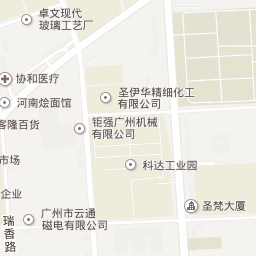 卓文现代
玻璃工艺厂
协和医疗
圣伊华精细化工
有限公司
河南烩面馆
客隆百货
钜强广州机械
有限公司
市场
科达工业园
企业
圣梵大厦
广州市云通
磁电有限公司
瑞香路